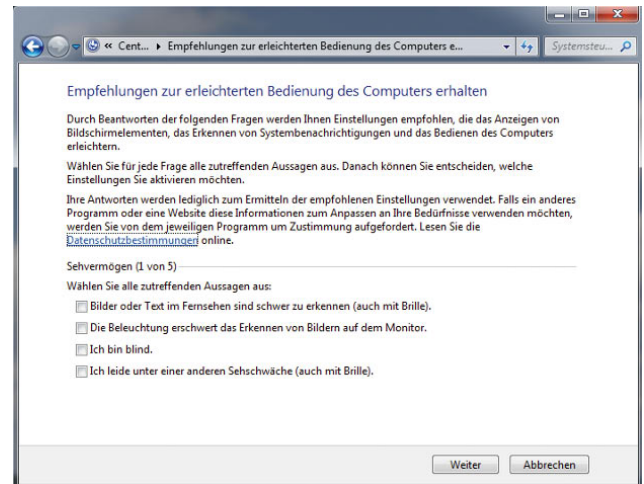 « Cent... ▸ Empfehlungen zur erleichterten Bedienung des Computers e...
Systemsteu...
Empfehlungen zur erleichterten Bedienung des Computers erhalten
Durch Beantworten der folgenden Fragen werden Ihnen Einstellungen empfohlen, die das Anzeigen von
Bildschirmelementen, das Erkennen von Systembenachrichtigungen und das Bedienen des Computers
erleichtern.
Wählen Sie für jede Frage alle zutreffenden Aussagen aus. Danach können Sie entscheiden, welche
Einstellungen Sie aktivieren möchten.
Ihre Antworten werden lediglich zum Ermitteln der empfohlenen Einstellungen verwendet. Falls ein anderes
Programm oder eine Website diese Informationen zum Anpassen an Ihre Bedürfnisse verwenden möchten,
werden Sie von dem jeweiligen Programm um Zustimmung aufgefordert. Lesen Sie die
Datenschutzbestimmungen online.
Sehvermögen (1 von 5)
Wählen Sie alle zutreffenden Aussagen aus:
Bilder oder Text im Fernsehen sind schwer zu erkennen (auch mit Brille).
Die Beleuchtung erschwert das Erkennen von Bildern auf dem Monitor.
Ich bin blind.
Ich leide unter einer anderen Sehschwäche (auch mit Brille).
Weiter
Abbrechen